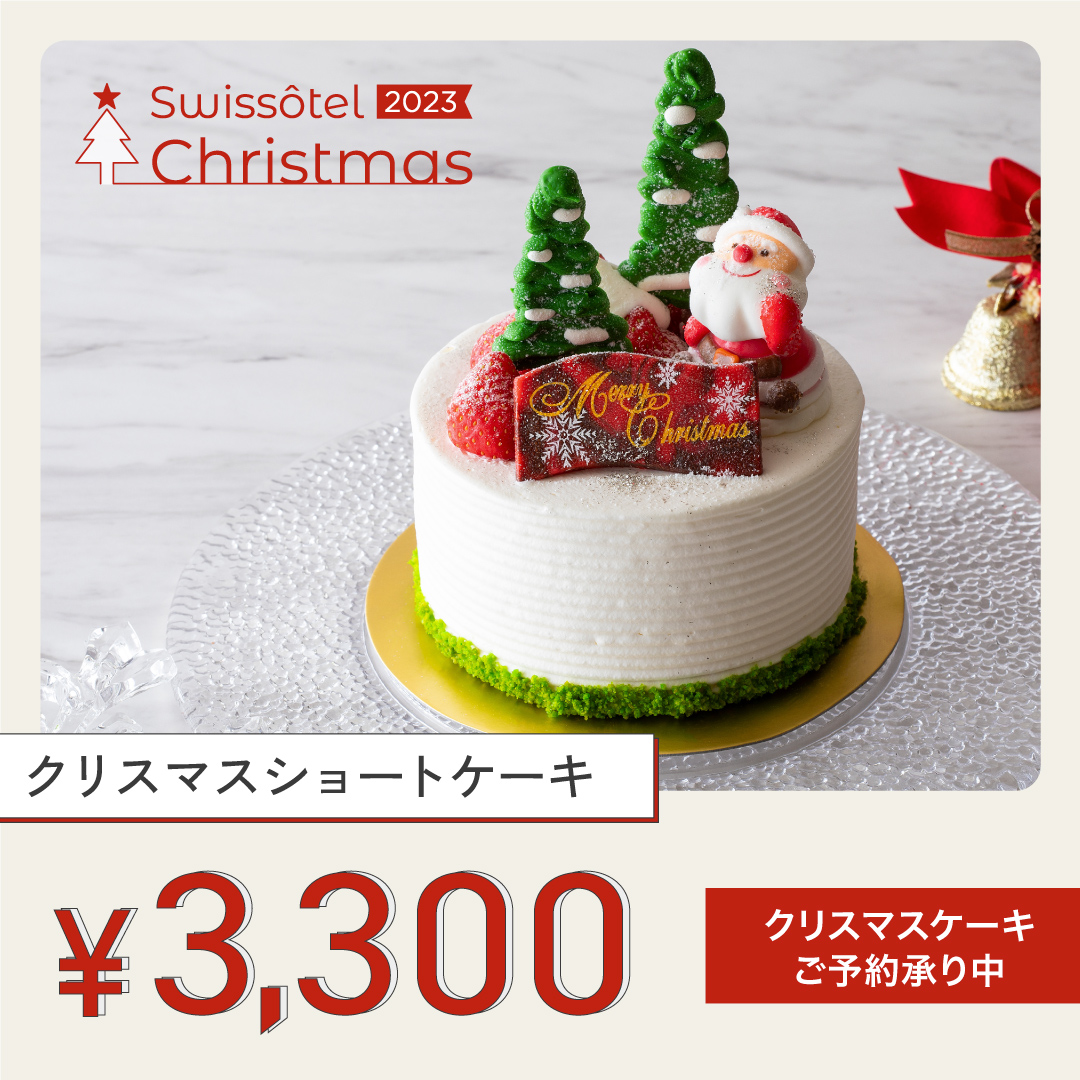 Swissôtel 2023
Christmas
Merry
Christmas
クリスマスショートケーキ
¥3,300
クリスマスケーキ
ご予約承り中